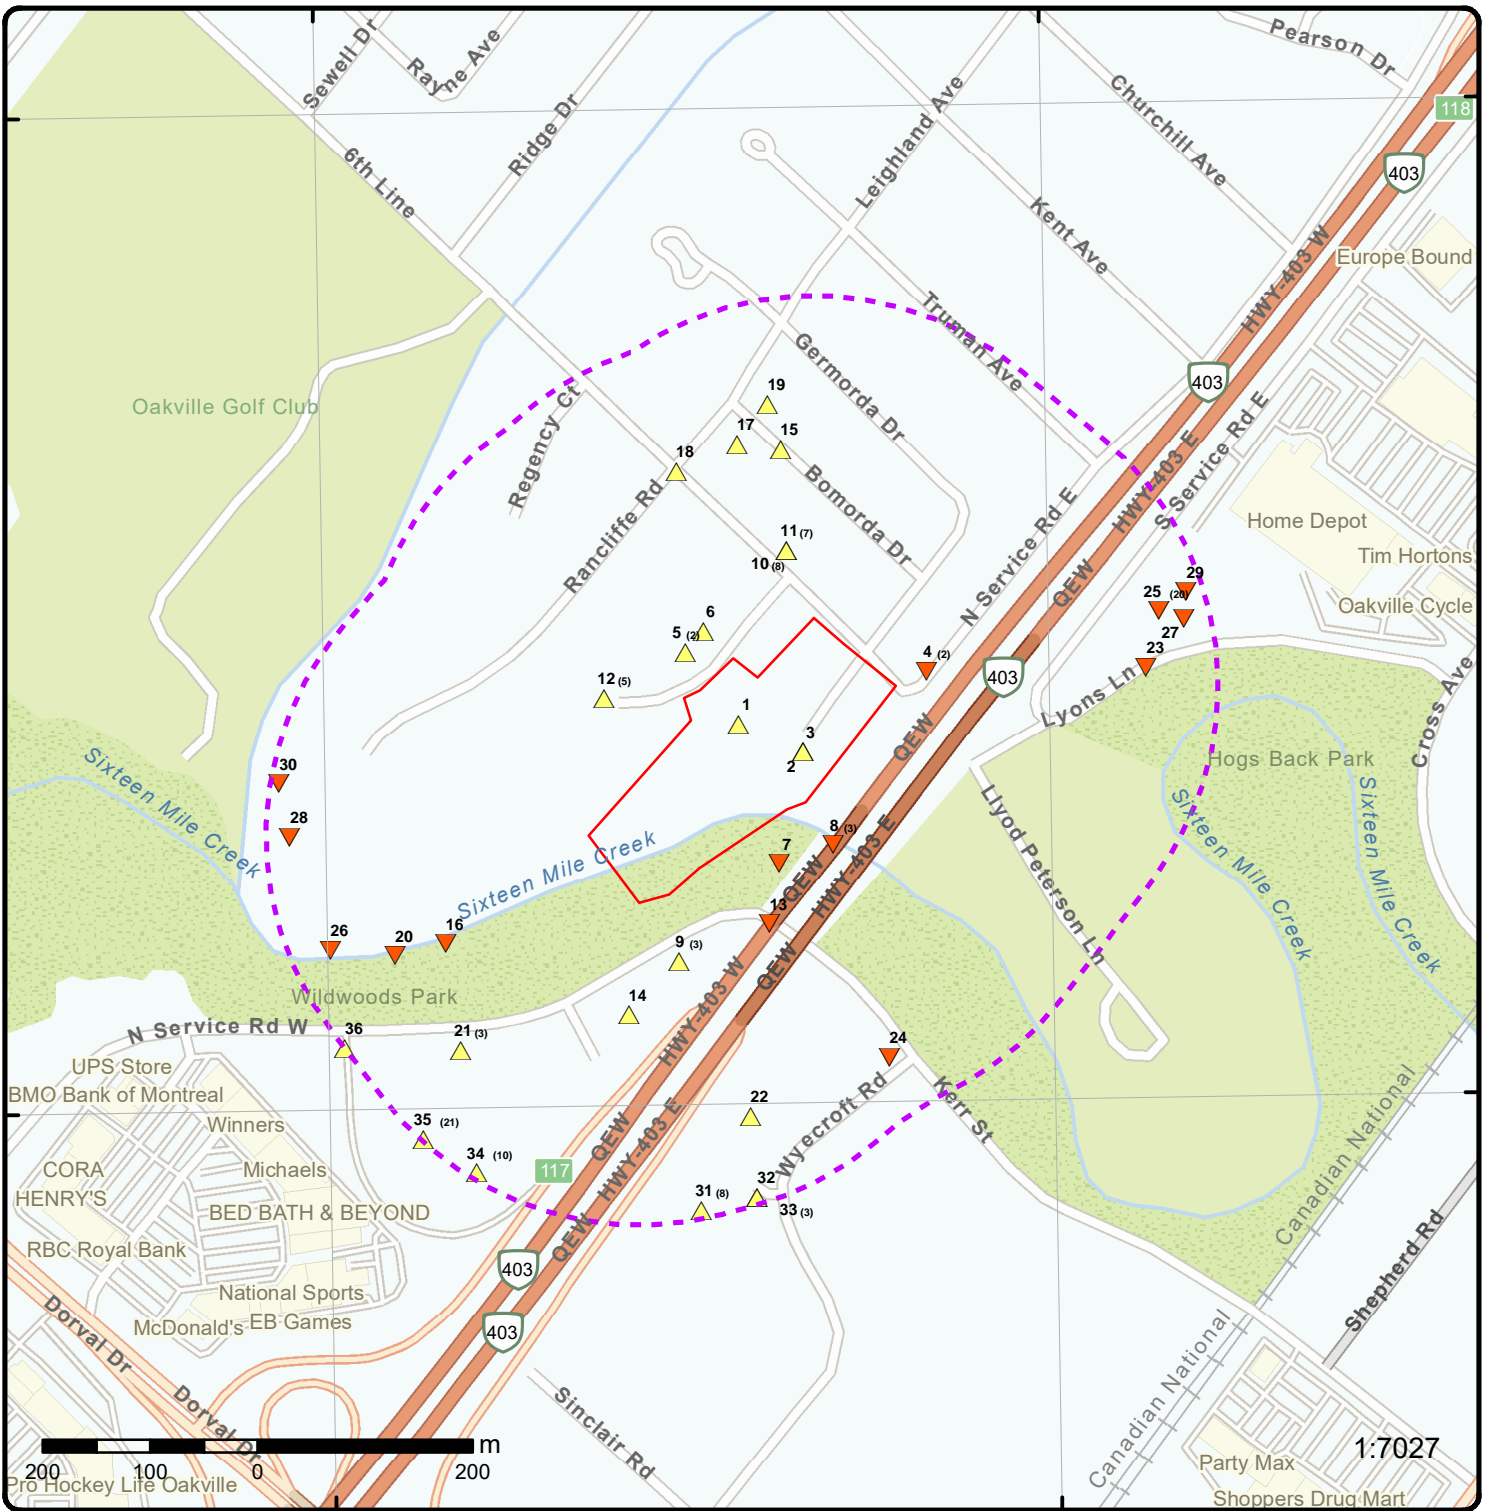 Sewell Dr
Rayne Ave
Pearson Dr
Ridge Dr
Leighland Ave
Churchill Ave
118
403
6th Line
Kent Ave
HWY-403 W
Europe Bound
Truman Ave
Germorda Dr
403
Oakville Golf Club
Regency Ct
19
17
15
18
HWY-403 E
S Service Rd E
Bomorda Dr
Rancliffe Rd
N Service Rd E
Home Depot
Tim Hortons
11 (7)
10 (8)
QEW
29
25 (20)
27
Oakville Cycle
6
5 (2)
4 (2)
23
403
12 (5)
Lyons Ln
Cross Ave
1
3
2
QEW
Hogs Back Park
Sixteen Mile Creek
30
28
Llyod Peterson Ln
Sixteen Mile Creek
Sixteen Mile Creek
Sixteen Mile Creek
8 (3)
7
QEW
HWY-403 E
13
26
20
16
9 (3)
QEW
HWY-403 W
Wildwoods Park
14
N Service Rd W
36
21 (3)
24
UPS Store
BMO Bank of Montreal
Winners
Wyecroft Rd
Kerr St
22
35 (21)
QEW
HWY-403 E
Canadian National
CORA
HENRY'S
Michaels
34 (10)
117
32
31 (8)
33 (3)
BED BATH & BEYOND
QEW
RBC Royal Bank
403
Shepherd Rd
National Sports
EB Games
McDonald's
403
Dorval Dr
Dorval Dr
Sinclair Rd
Canadian National
m
200
100
0
200
1:7027
Pro Hockey Life Oakville
Party Max
Shoppers Drug Mart